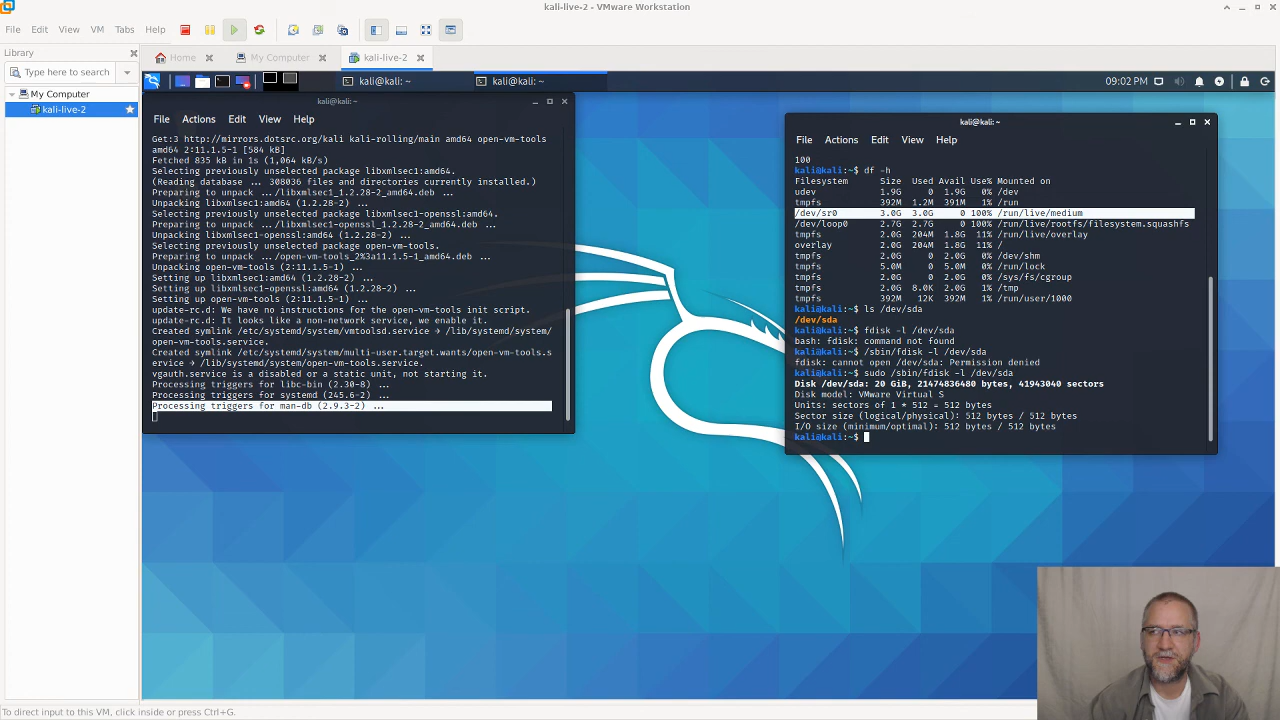 kali-live-2 - VMware Workstation
File Edit View VM Tabs Help
Library
Type here to search
My Computer
kali-live-2
Home
My Computer
kali-live-2
kali@kali: ~
kali@kali: ~
09:02 PM
kali@kali: ~
File Actions Edit View Help
Get:3 http://mirrors.dotsrc.org/kali kali-rolling/main amd64 open-vm-tools
amd64 2:11.1.5-1 [584 kB]
Fetched 835 kB in 1s (1,064 kB/s)
Selecting previously unselected package libxmlsec1:amd64.
(Reading database ... 308036 files and directories currently installed.)
Preparing to unpack .../libxmlsec1_1.2.28-2_amd64.deb ...
Unpacking libxmlsec1:amd64 (1.2.28-2) ...
Selecting previously unselected package libxmlsec1-openssl:amd64.
Preparing to unpack .../libxmlsec1-openssl_1.2.28-2_amd64.deb ...
Unpacking libxmlsec1-openssl:amd64 (1.2.28-2) ...
Selecting previously unselected package open-vm-tools.
Preparing to unpack .../open-vm-tools_2%3a11.1.5-1_amd64.deb ...
Unpacking open-vm-tools (2:11.1.5-1) ...
Setting up libxmlsec1:amd64 (1.2.28-2) ...
Setting up libxmlsec1-openssl:amd64 (1.2.28-2) ...
Setting up open-vm-tools (2:11.1.5-1) ...
update-rc.d: We have no instructions for the open-vm-tools init script.
update-rc.d: It looks like a non-network service, we enable it.
Created symlink /etc/systemd/system/vmtoolsd.service → /lib/systemd/system/
open-vm-tools.service.
Created symlink /etc/systemd/system/multi-user.target.wants/open-vm-tools.s
ervice → /lib/systemd/system/open-vm-tools.service.
vgauth.service is a disabled or a static unit, not starting it.
Processing triggers for libc-bin (2.30-8) ...
Processing triggers for systemd (245.6-2) ...
Processing triggers for man-db (2.9.3-2) ...
kali@kali: ~
File Actions Edit View Help
100
kali@kali:~$ df -h
Filesystem Size Used Avail Use% Mounted on
udev 1.9G 0 1.9G 0% /dev
tmpfs 392M 1.2M 391M 1% /run
/dev/sr0 3.0G 3.0G 0 100% /run/live/medium
/dev/loop0 2.7G 2.7G 0 100% /run/live/rootfs/filesystem.squashfs
tmpfs 2.0G 204M 1.8G 11% /run/live/overlay
overlay 2.0G 204M 1.8G 11% /
tmpfs 2.0G 0 2.0G 0% /dev/shm
tmpfs 5.0M 0 5.0M 0% /run/lock
tmpfs 2.0G 0 2.0G 0% /sys/fs/cgroup
tmpfs 2.0G 8.0K 2.0G 1% /tmp
tmpfs 392M 12K 392M 1% /run/user/1000
kali@kali:~$ ls /dev/sda
/dev/sda
kali@kali:~$ fdisk -l /dev/sda
bash: fdisk: command not found
kali@kali:~$ /sbin/fdisk -l /dev/sda
fdisk: cannot open /dev/sda: Permission denied
kali@kali:~$ sudo /sbin/fdisk -l /dev/sda
Disk /dev/sda: 20 GiB, 21474836480 bytes, 41943040 sectors
Disk model: VMware Virtual S
Units: sectors of 1 * 512 = 512 bytes
Sector size (logical/physical): 512 bytes / 512 bytes
I/O size (minimum/optimal): 512 bytes / 512 bytes
kali@kali:~$
To direct input to this VM, click inside or press Ctrl+G.